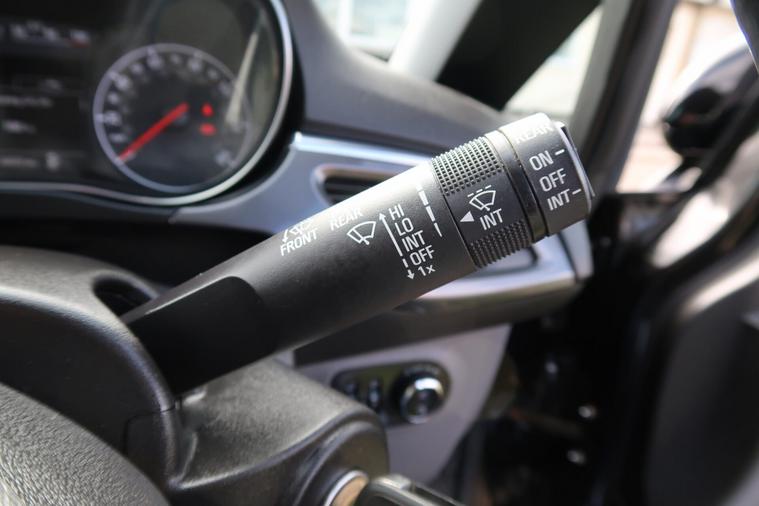 REAR
ON
OFF
INT
INT
HI
LO
INT
OFF
1x
REAR
FRONT